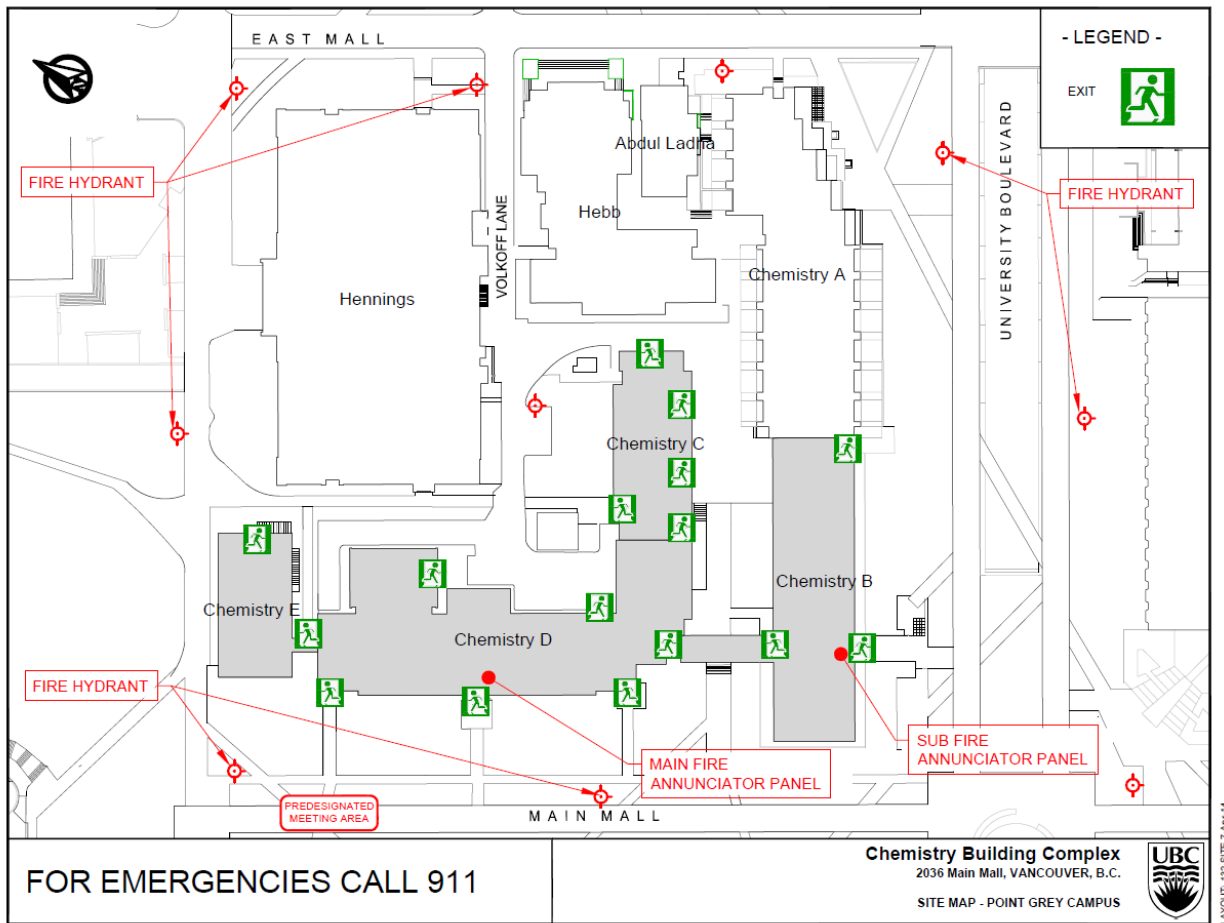 EAST MALL
- LEGEND -
EXIT
FIRE HYDRANT
VOLKOFF LANE
Abdul Ladha
Hebb
Hennings
Chemistry A
UNIVERSITY BOULEVARD
FIRE HYDRANT
Chemistry C
Chemistry B
Chemistry E
Chemistry D
FIRE HYDRANT
MAIN FIRE
ANNUNCIATOR PANEL
SUB FIRE
ANNUNCIATOR PANEL
PREDESIGNATED
MEETING AREA
MAIN MALL
FOR EMERGENCIES CALL 911
Chemistry Building Complex
2036 Main Mall, VANCOUVER, B.C.
SITE MAP - POINT GREY CAMPUS
UBC